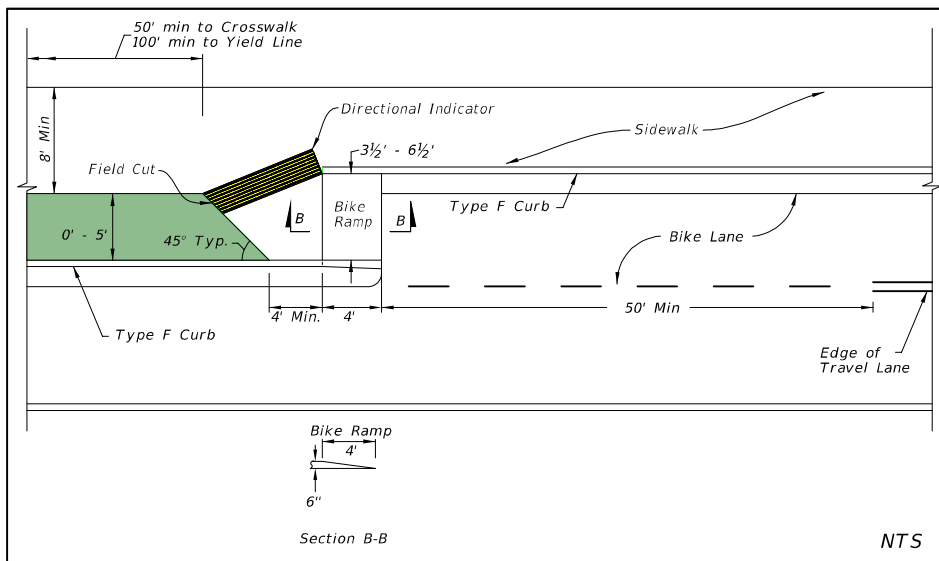 50' min to Crosswalk
100' min to Yield Line
Directional Indicator
Sidewalk
8' Min
3½' - 6½'
Field Cut
Type F Curb
Bike
Ramp
B
B
0' - 5'
45° Typ.
Bike Lane
4' Min.
4'
50' Min
Type F Curb
Edge of
Travel Lane
Bike Ramp
4'
6"
Section B-B
NTS